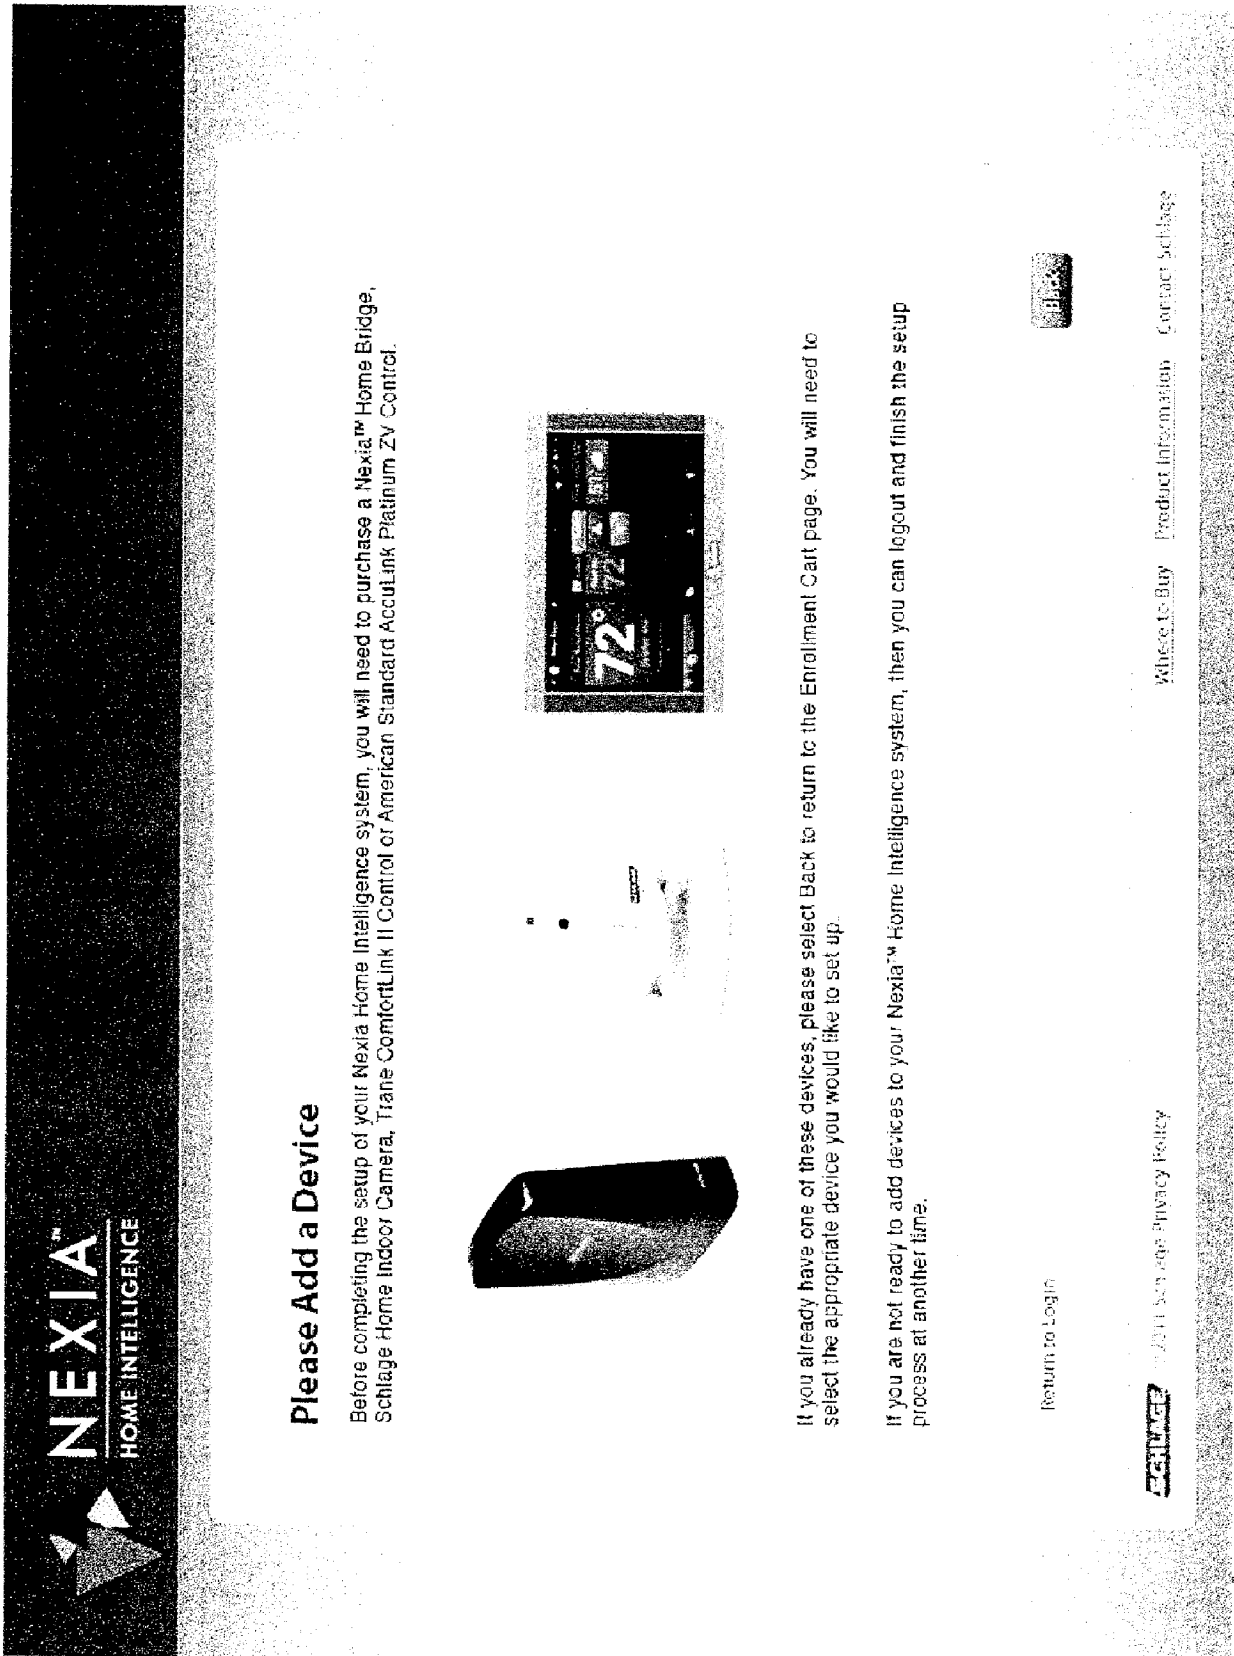 NEXIA™
HOME INTELLIGENCE
Please Add a Device
Before completing the setup of your Nexia Home Intelligence system, you will need to purchase a Nexia™ Home Bridge,
Schlage Home Indoor Camera, Trane ComfortLink II Control or American Standard AccuLink Platinum ZV Control.
72°
72
If you already have one of these devices, please select Back to return to the Enrollment Cart page. You will need to
select the appropriate device you would like to set up.
If you are not ready to add devices to your Nexia™ Home Intelligence system, then you can logout and finish the setup
process at another time.
Back
Return to Login
SCHLAGE 2011 Schlage Privacy Policy Where to Buy Product Information Contact Schlage